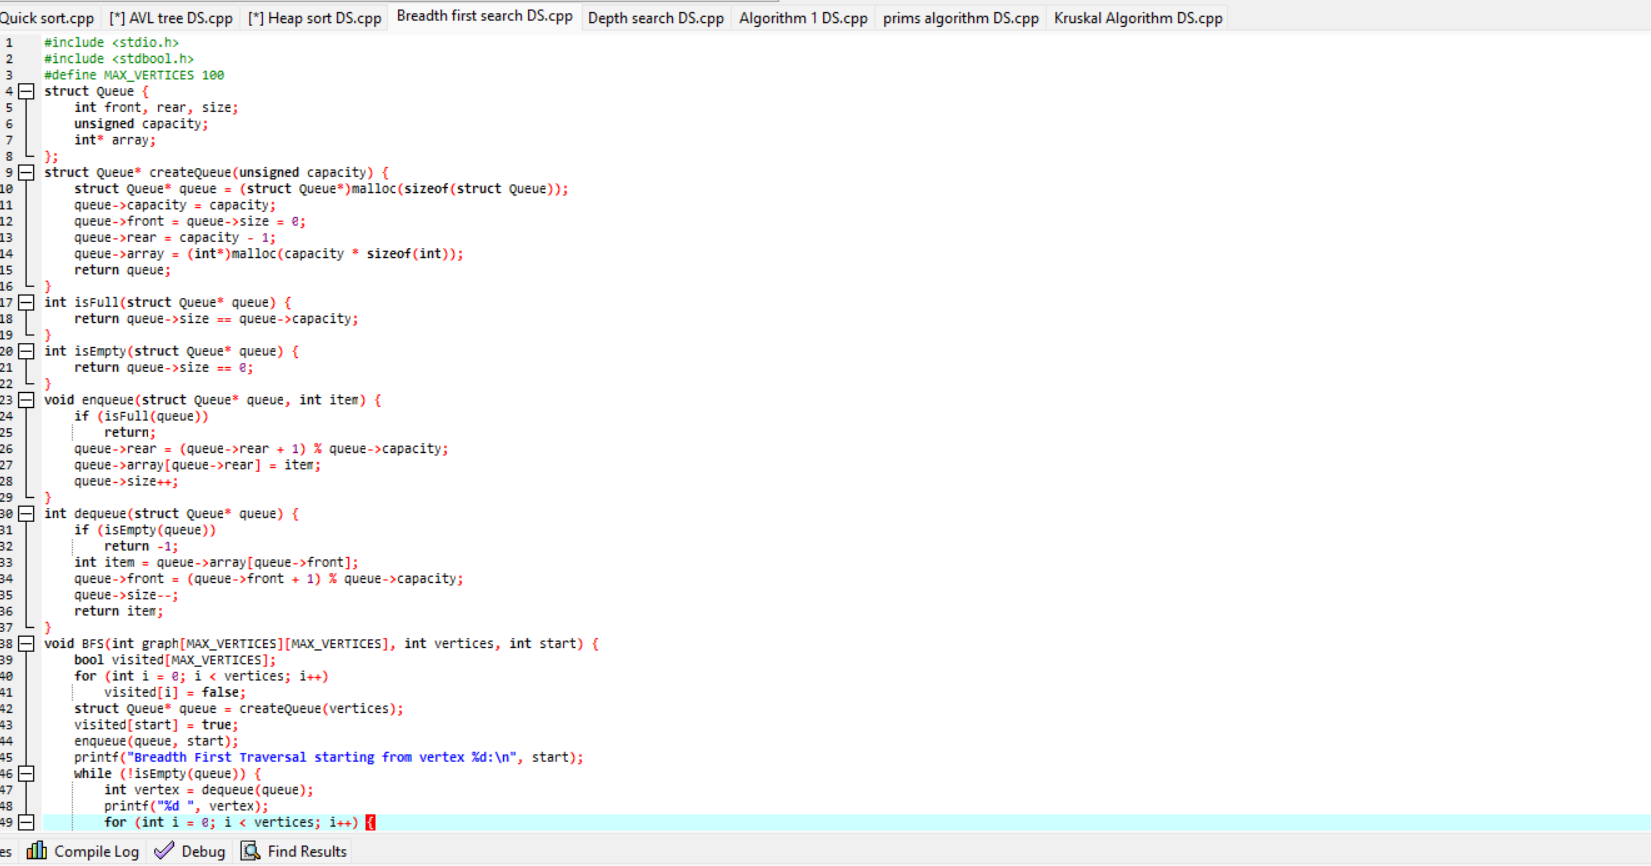 Quick sort.cpp [*] AVL tree DS.cpp [*] Heap sort DS.cpp Breadth first search DS.cpp Depth search DS.cpp Algorithm 1 DS.cpp prims algorithm DS.cpp Kruskal Algorithm DS.cpp
1 #include <stdio.h>
2 #include <stdbool.h>
3 #define MAX_VERTICES 100
4 struct Queue {
5 int front, rear, size;
6 unsigned capacity;
7 int* array;
8 };
9 struct Queue* createQueue(unsigned capacity) {
10 struct Queue* queue = (struct Queue*)malloc(sizeof(struct Queue));
11 queue->capacity = capacity;
12 queue->front = queue->size = 0;
13 queue->rear = capacity - 1;
14 queue->array = (int*)malloc(capacity * sizeof(int));
15 return queue;
16 }
17 int isFull(struct Queue* queue) {
18 return queue->size == queue->capacity;
19 }
20 int isEmpty(struct Queue* queue) {
21 return queue->size == 0;
22 }
23 void enqueue(struct Queue* queue, int item) {
24 if (isFull(queue))
25 return;
26 queue->rear = (queue->rear + 1) % queue->capacity;
27 queue->array[queue->rear] = item;
28 queue->size++;
29 }
30 int dequeue(struct Queue* queue) {
31 if (isEmpty(queue))
32 return -1;
33 int item = queue->array[queue->front];
34 queue->front = (queue->front + 1) % queue->capacity;
35 queue->size--;
36 return item;
37 }
38 void BFS(int graph[MAX_VERTICES][MAX_VERTICES], int vertices, int start) {
39 bool visited[MAX_VERTICES];
40 for (int i = 0; i < vertices; i++)
41 visited[i] = false;
42 struct Queue* queue = createQueue(vertices);
43 visited[start] = true;
44 enqueue(queue, start);
45 printf("Breadth First Traversal starting from vertex %d:\n", start);
46 while (!isEmpty(queue)) {
47 int vertex = dequeue(queue);
48 printf("%d ", vertex);
49 for (int i = 0; i < vertices; i++) {
es Compile Log Debug Find Results